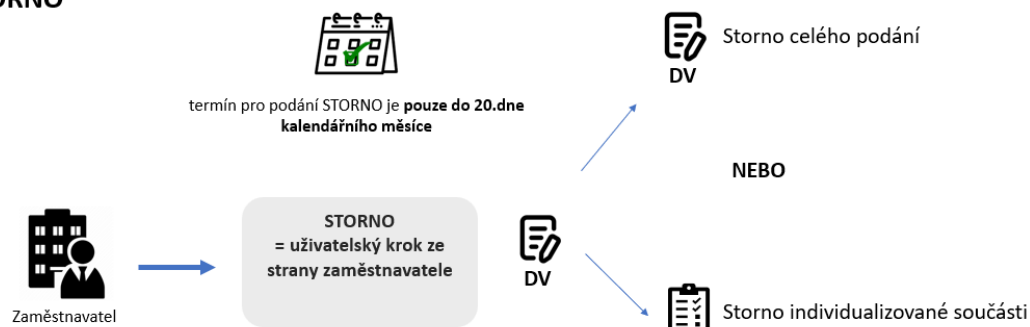 Storno celého podání
DV
termín pro podání STORNO je pouze do 20.dne
kalendářního měsíce
NEBO
STORNO
= uživatelský krok ze
strany zaměstnavatele
DV
Zaměstnavatel
Storno individualizované součásti